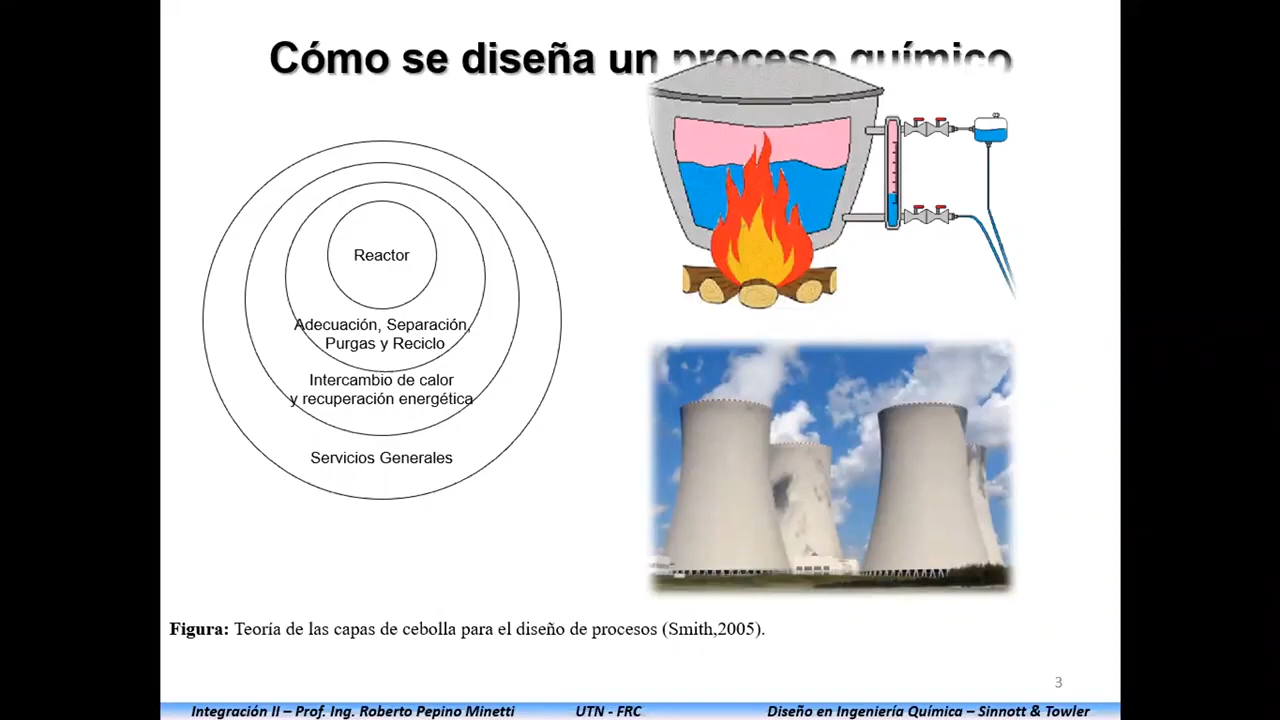 Cómo se diseña un proceso químico
Reactor
Adecuación, Separación,
Purgas y Reciclo
Intercambio de calor
y recuperación energética
Servicios Generales
Figura: Teoría de las capas de cebolla para el diseño de procesos (Smith,2005).
3
Integración II – Prof. Ing. Roberto Pepino Minetti UTN - FRC Diseño en Ingeniería Química – Sinnott & Towler